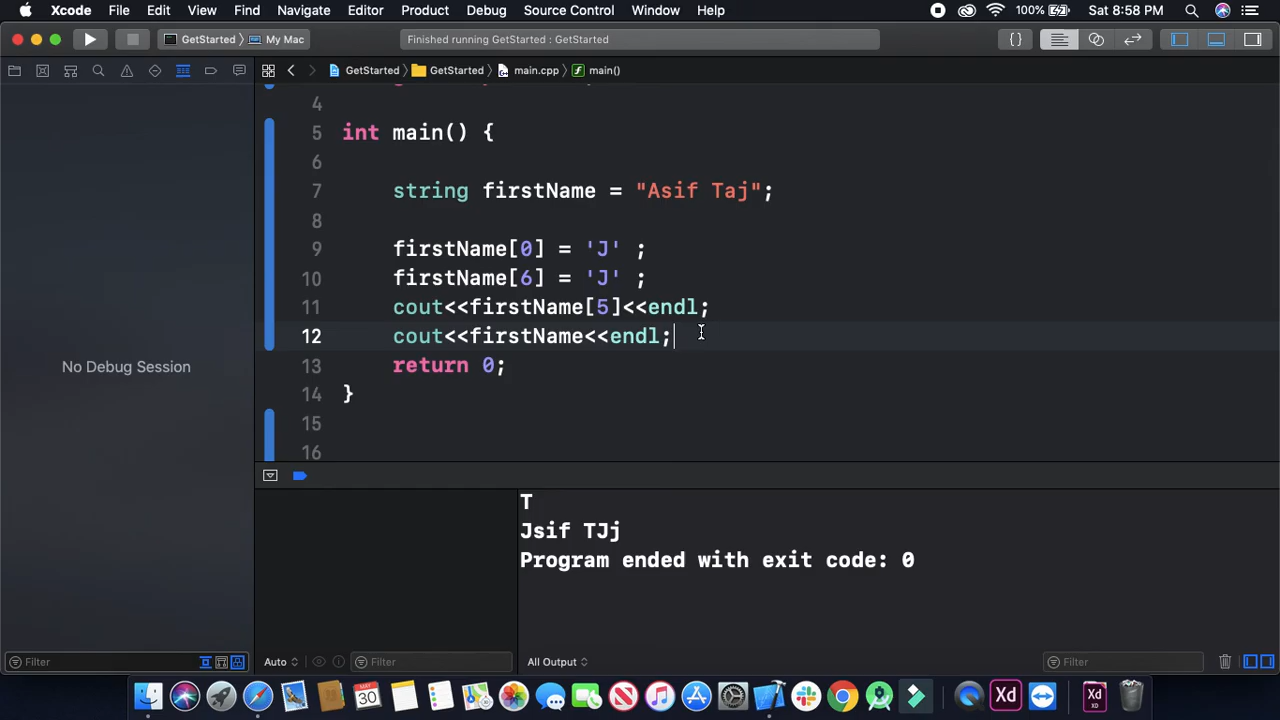 Xcode File Edit View Find Navigate Editor Product Debug Source Control Window Help 100% Sat 8:58 PM
GetStarted My Mac Finished running GetStarted : GetStarted { }
GetStarted GetStarted main.cpp f main()
4
5 int main() {
6
7 string firstName = "Asif Taj";
8
9 firstName[0] = 'J' ;
10 firstName[6] = 'J' ;
11 cout<<firstName[5]<<endl;
12 cout<<firstName<<endl;
13 return 0;
14 }
15
16
No Debug Session
T
Jsif TJj
Program ended with exit code: 0
Filter Auto Filter All Output Filter
MAY 30 Xd Xd